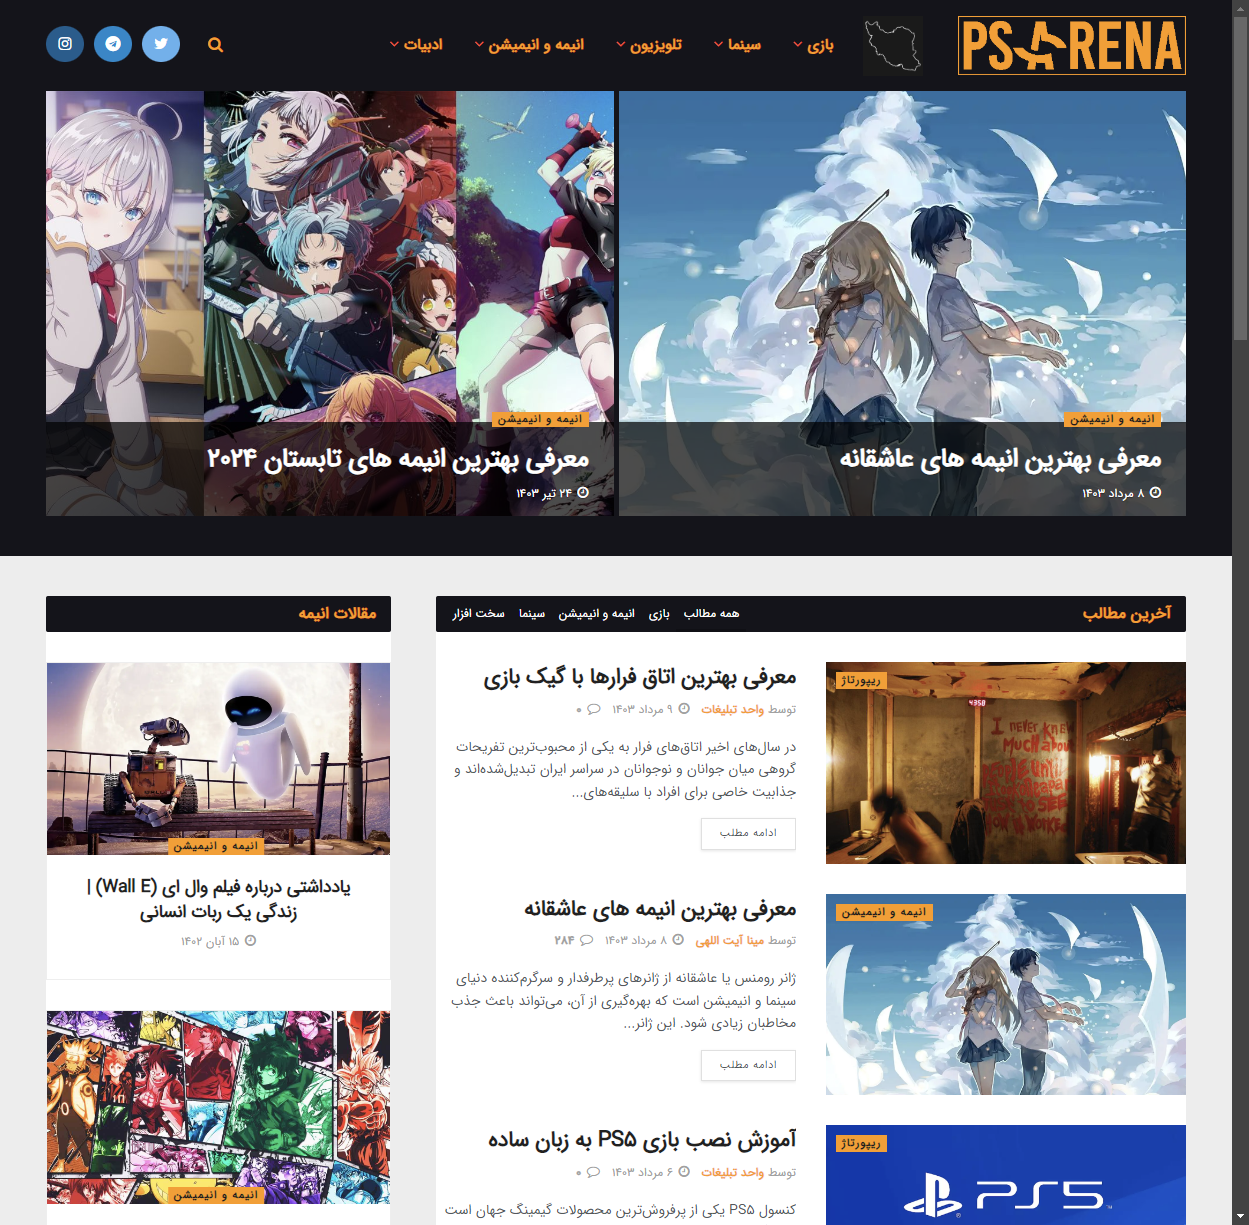 PSARENA
بازی
سینما
تلویزیون
انیمه و انیمیشن
ادبیات
انیمه و انیمیشن
معرفی بهترین انیمه های عاشقانه
۸ مرداد ۱۴۰۳
انیمه و انیمیشن
معرفی بهترین انیمه های تابستان ۲۰۲۴
۲۴ تیر ۱۴۰۳
آخرین مطالب
همه مطالب
بازی
انیمه و انیمیشن
سینما
سخت افزار
ریپورتاژ
معرفی بهترین اتاق فرارها با گیک بازی
توسط واحد تبلیغات ۹ مرداد ۱۴۰۳ ۰
در سال‌های اخیر اتاق‌های فرار به یکی از محبوب‌ترین تفریحات
گروهی میان جوانان و نوجوانان در سراسر ایران تبدیل‌شده‌اند و
جذابیت خاصی برای افراد با سلیقه‌های...
ادامه مطلب
انیمه و انیمیشن
معرفی بهترین انیمه های عاشقانه
توسط مینا آیت اللهی ۸ مرداد ۱۴۰۳ ۲۸۴
ژانر رومنس یا عاشقانه از ژانرهای پرطرفدار و سرگرم‌کننده دنیای
سینما و انیمیشن است که بهره‌گیری از آن، می‌تواند باعث جذب
مخاطبان زیادی شود. این ژانر...
ادامه مطلب
ریپورتاژ
PS5
آموزش نصب بازی PS۵ به زبان ساده
توسط واحد تبلیغات ۶ مرداد ۱۴۰۳ ۰
کنسول PS۵ یکی از پرفروش‌ترین محصولات گیمینگ جهان است
مقالات انیمه
انیمه و انیمیشن
یادداشتی درباره فیلم وال ای (Wall E) |
زندگی یک ربات انسانی
۱۵ آبان ۱۴۰۲
انیمه و انیمیشن